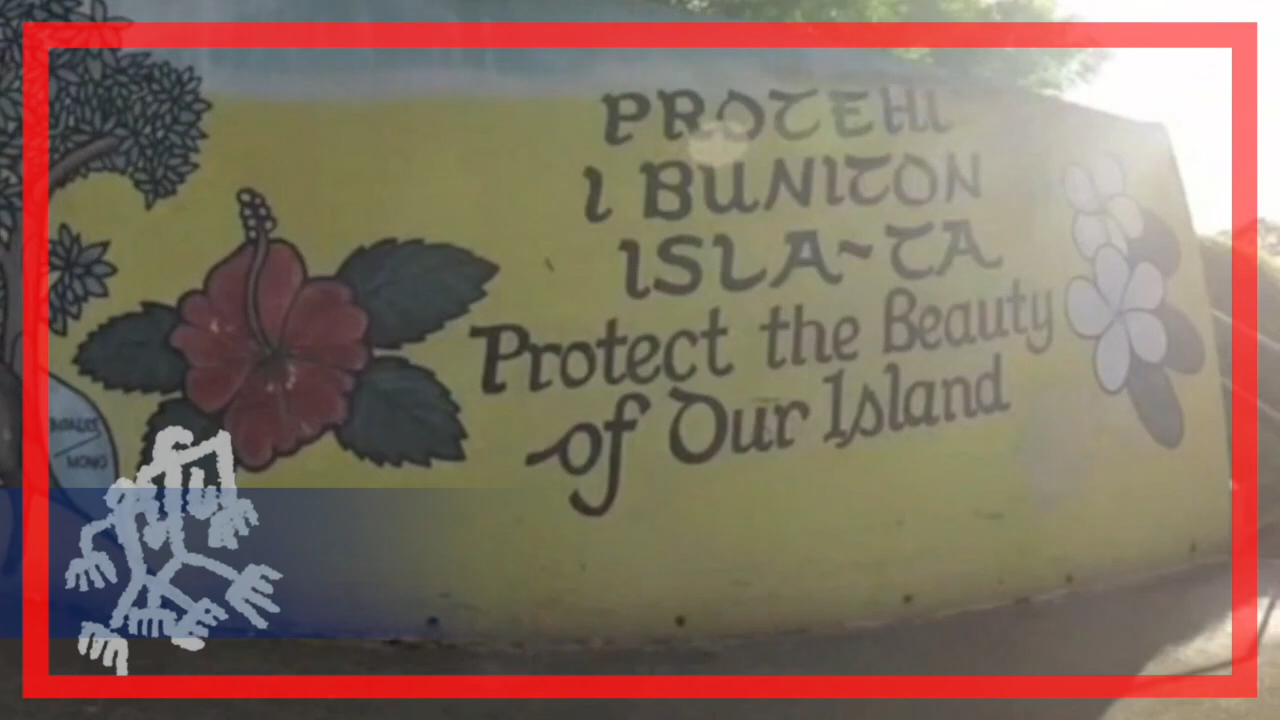 PROTEHI
I BUNITON
ISLA~TA
Protect the Beauty
of Our Island